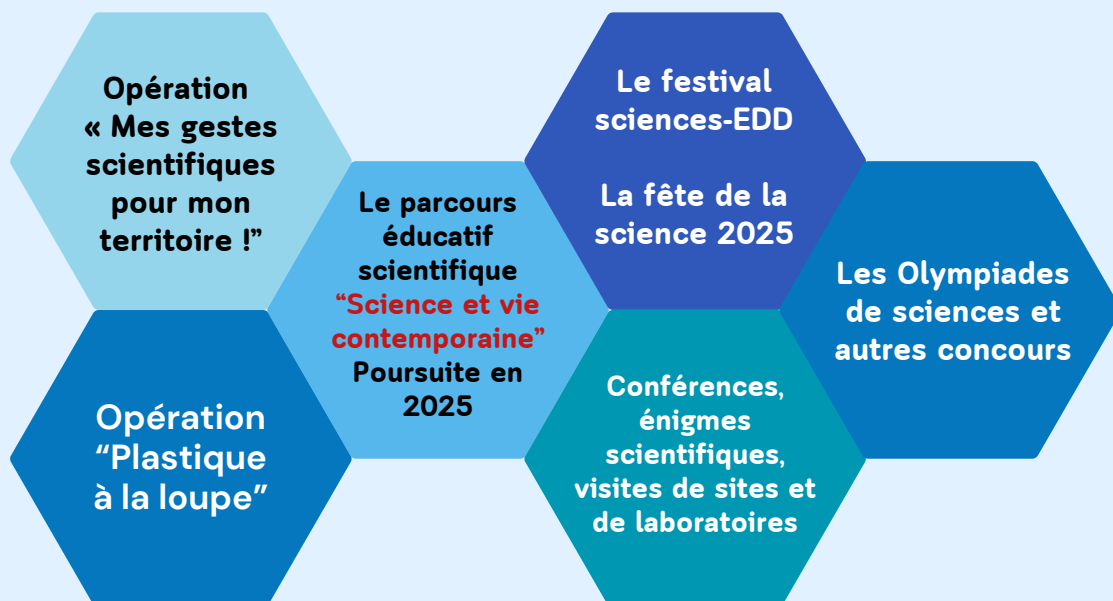 Opération
« Mes gestes
scientifiques
pour mon
territoire !”
Opération
“Plastique
à la loupe”
Le parcours
éducatif
scientifique
“Science et vie
contemporaine”
Poursuite en
2025
Le festival
sciences-EDD
La fête de la
science 2025
Conférences,
énigmes
scientifiques,
visites de sites et
de laboratoires
Les Olympiades
de sciences et
autres concours